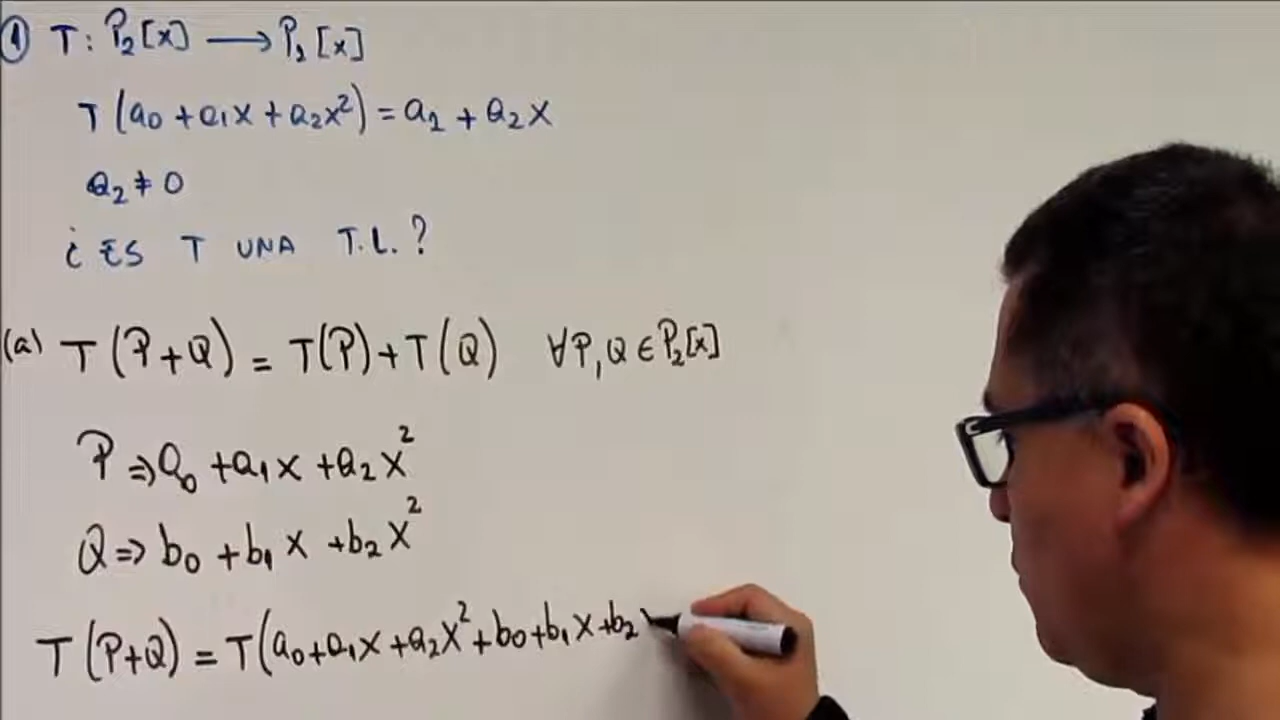 ① T: P₂[x] → P₁[x]
T(a₀ + a₁x + a₂x²) = a₁ + a₂x
a₂ ≠ 0
¿ES T UNA T.L.?
(a) T(P+Q) = T(P)+T(Q) ∀P,Q ∈ P₂[x]
P ⇒ a₀ + a₁x + a₂x²
Q ⇒ b₀ + b₁x + b₂x²
T(P+Q) = T(a₀+a₁x+a₂x²+b₀+b₁x+b₂